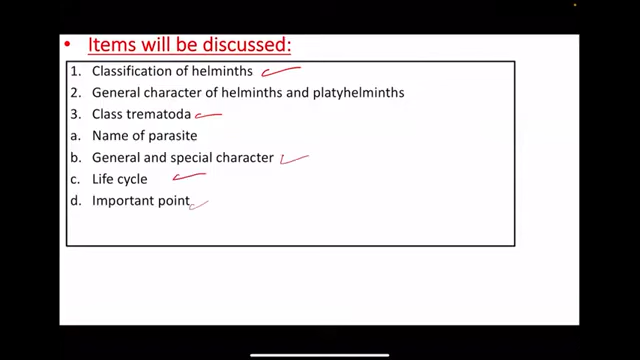 • Items will be discussed:
1. Classification of helminths
2. General character of helminths and platyhelminths
3. Class trematoda
a. Name of parasite
b. General and special character
c. Life cycle
d. Important point